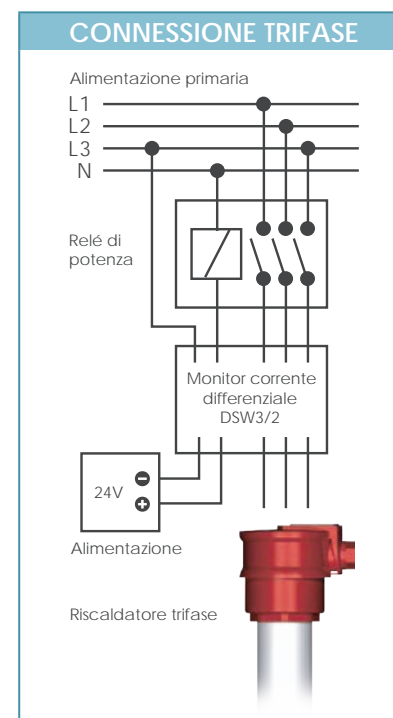 CONNESSIONE TRIFASE
Alimentazione primaria
L1
L2
L3
N
Relé di
potenza
Monitor corrente
differenziale
DSW3/2
24V
Alimentazione
Riscaldatore trifase